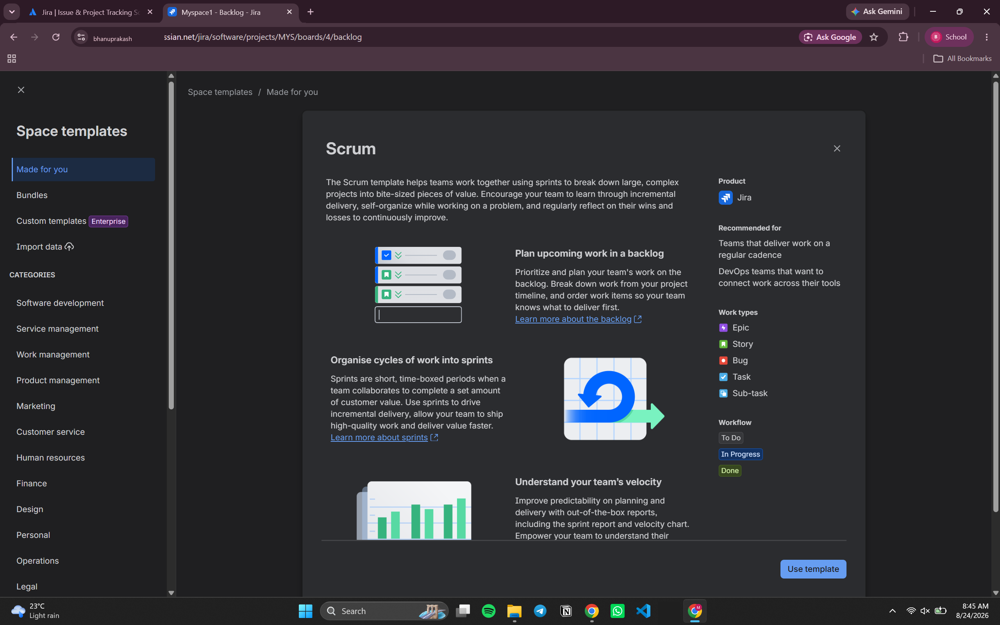 Jira | Issue & Project Tracking
Myspace1 - Backlog - Jira
Ask Gemini
bhanuprakash
ssian.net/jira/software/projects/MYS/boards/4/backlog
Ask Google
B
School
All Bookmarks
Space templates
Made for you
Bundles
Custom templates Enterprise
Import data
CATEGORIES
Software development
Service management
Work management
Product management
Marketing
Customer service
Human resources
Finance
Design
Personal
Operations
Legal
Space templates / Made for you
Scrum
The Scrum template helps teams work together using sprints to break down large, complex
projects into bite-sized pieces of value. Encourage your team to learn through incremental
delivery, self-organize while working on a problem, and regularly reflect on their wins and
losses to continuously improve.
Plan upcoming work in a backlog
Prioritize and plan your team's work on the
backlog. Break down work from your project
timeline, and order work items so your team
knows what to deliver first.
Learn more about the backlog
Organise cycles of work into sprints
Sprints are short, time-boxed periods when a
team collaborates to complete a set amount
of customer value. Use sprints to drive
incremental delivery, allow your team to ship
high-quality work and deliver value faster.
Learn more about sprints
Understand your team’s velocity
Improve predictability on planning and
delivery with out-of-the-box reports,
including the sprint report and velocity chart.
Empower your team to understand their
Product
Jira
Recommended for
Teams that deliver work on a
regular cadence
DevOps teams that want to
connect work across their tools
Work types
Epic
Story
Bug
Task
Sub-task
Workflow
To Do
In Progress
Done
Use template
23°C
Light rain
Search
M
8:45 AM
8/24/2026